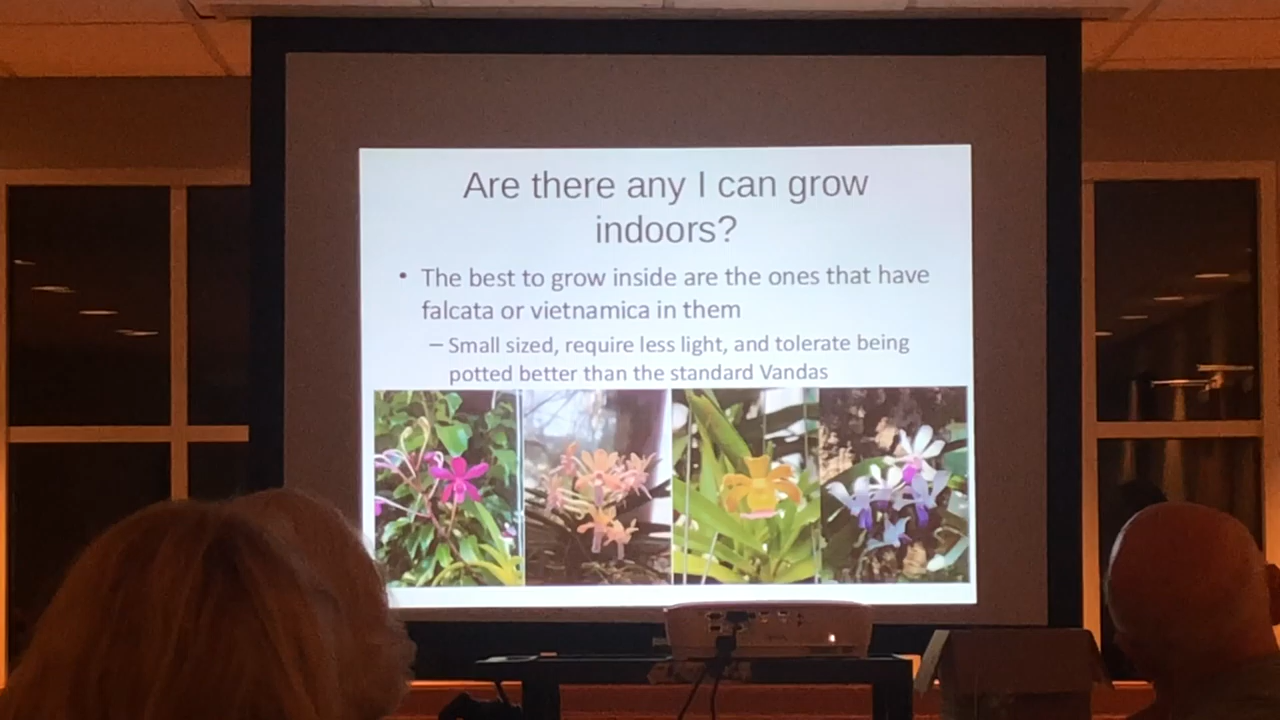 Are there any I can grow
indoors?
• The best to grow inside are the ones that have
falcata or vietnamica in them
– Small sized, require less light, and tolerate being
potted better than the standard Vandas